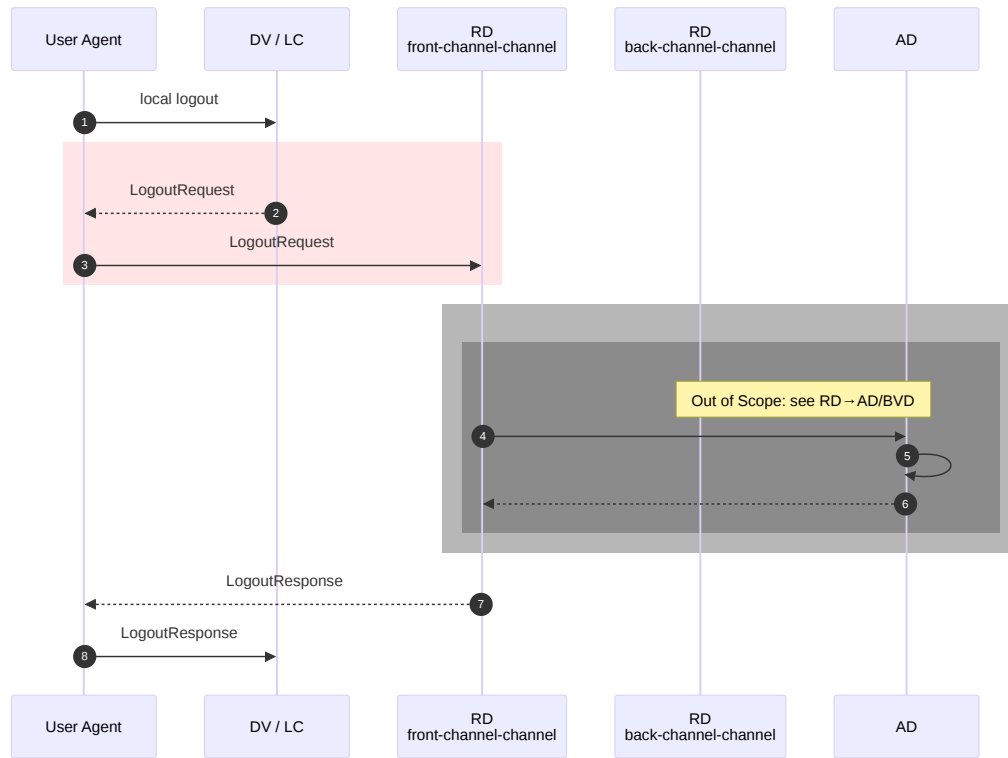 User Agent
DV / LC
RD
front-channel-channel
RD
back-channel-channel
AD
local logout
1
LogoutRequest
2
LogoutRequest
3
Out of Scope: see RD→AD/BVD
4
5
6
LogoutResponse
7
LogoutResponse
8
User Agent
DV / LC
RD
front-channel-channel
RD
back-channel-channel
AD